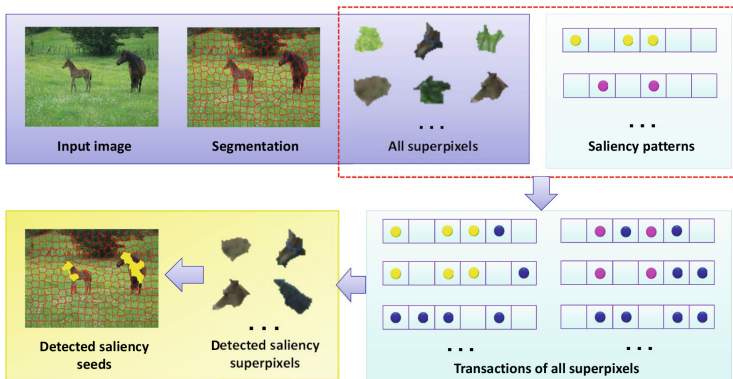 Input image
Segmentation
. . .
All superpixels
. . .
Saliency patterns
Detected saliency
seeds
. . .
Detected saliency
superpixels
. . .
. . .
Transactions of all superpixels